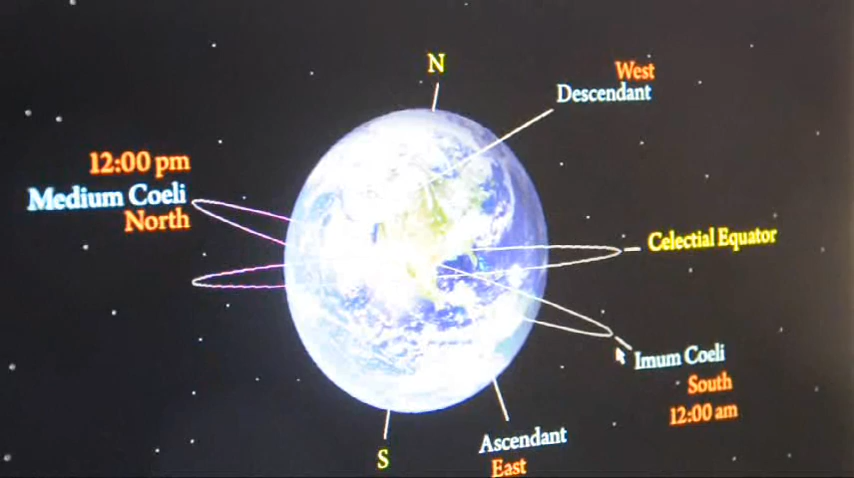 N
West
Descendant
12:00 pm
Medium Coeli
North
Celectial Equator
Imum Coeli
South
12:00 am
Ascendant
East
S